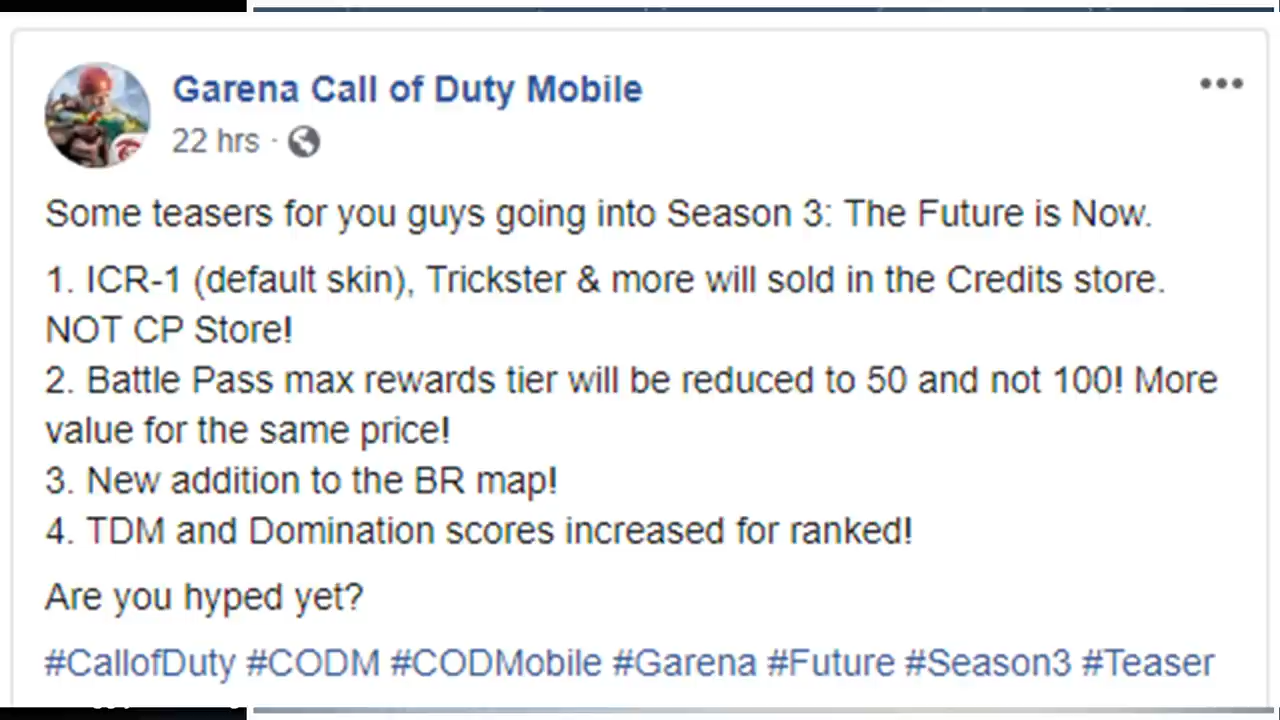 Garena Call of Duty Mobile
22 hrs ·
Some teasers for you guys going into Season 3: The Future is Now.
1. ICR-1 (default skin), Trickster & more will sold in the Credits store.
NOT CP Store!
2. Battle Pass max rewards tier will be reduced to 50 and not 100! More
value for the same price!
3. New addition to the BR map!
4. TDM and Domination scores increased for ranked!
Are you hyped yet?
#CallofDuty #CODM #CODMobile #Garena #Future #Season3 #Teaser